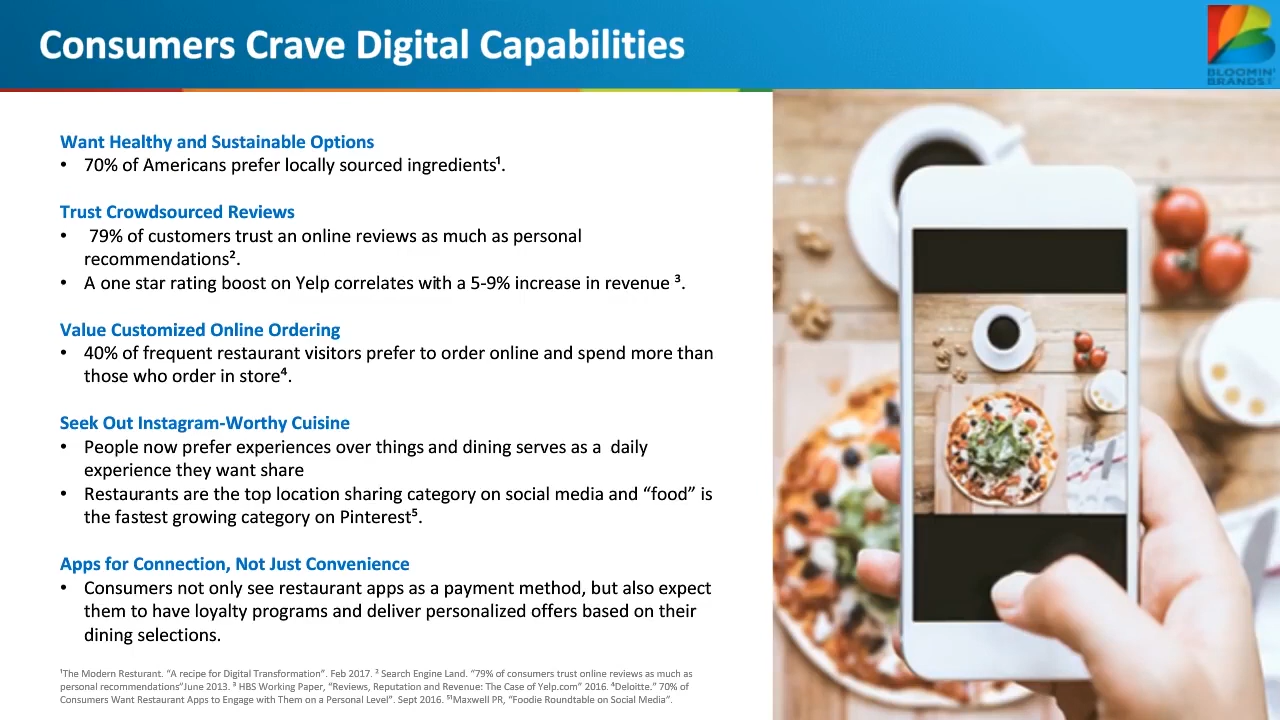 Consumers Crave Digital Capabilities
BLOOMIN'
BRANDS
Want Healthy and Sustainable Options
• 70% of Americans prefer locally sourced ingredients¹.
Trust Crowdsourced Reviews
• 79% of customers trust an online reviews as much as personal
recommendations².
• A one star rating boost on Yelp correlates with a 5-9% increase in revenue ³.
Value Customized Online Ordering
• 40% of frequent restaurant visitors prefer to order online and spend more than
those who order in store⁴.
Seek Out Instagram-Worthy Cuisine
• People now prefer experiences over things and dining serves as a daily
experience they want share
• Restaurants are the top location sharing category on social media and “food” is
the fastest growing category on Pinterest⁵.
Apps for Connection, Not Just Convenience
• Consumers not only see restaurant apps as a payment method, but also expect
them to have loyalty programs and deliver personalized offers based on their
dining selections.
¹The Modern Resturant. “A recipe for Digital Transformation”. Feb 2017. ² Search Engine Land. “79% of consumers trust online reviews as much as
personal recommendations”June 2013. ³ HBS Working Paper, “Reviews, Reputation and Revenue: The Case of Yelp.com” 2016. ⁴Deloitte.” 70% of
Consumers Want Restaurant Apps to Engage with Them on a Personal Level”. Sept 2016. ⁵¹Maxwell PR, “Foodie Roundtable on Social Media”.